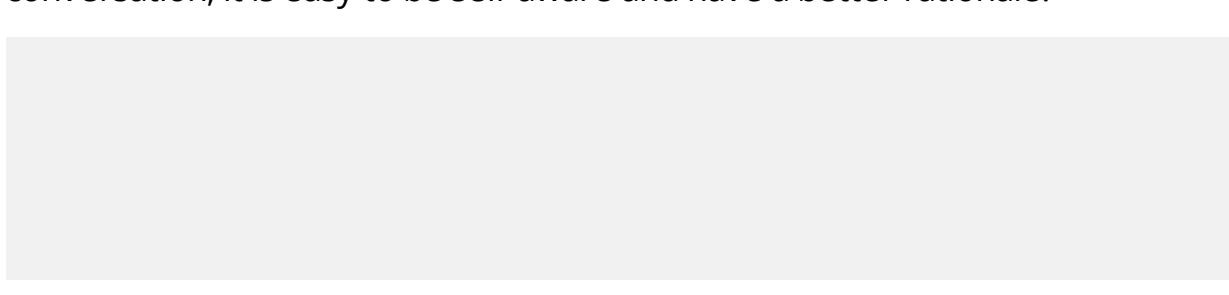 conversation, it is easy to be self-aware and have a better rationale.